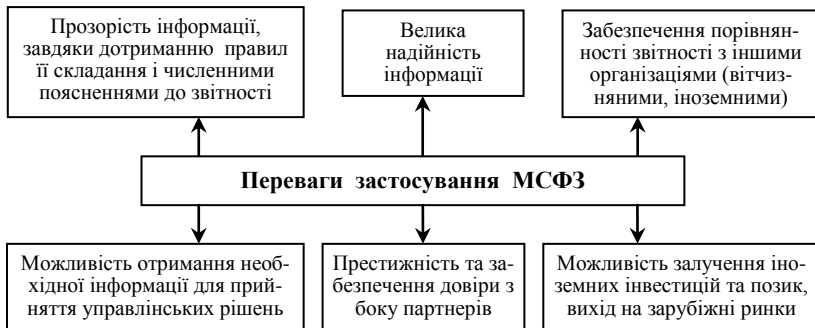 Прозорість інформації,
завдяки дотриманню правил
її складання і численними
поясненнями до звітності
Велика
надійність
інформації
Забезпечення порівнян-
ності звітності з іншими
організаціями (вітчиз-
няними, іноземними)
Переваги застосування МСФЗ
Можливість отримання необ-
хідної інформації для прий-
няття управлінських рішень
Престижність та за-
безпечення довіри з
боку партнерів
Можливість залучення іно-
земних інвестицій та позик,
вихід на зарубіжні ринки